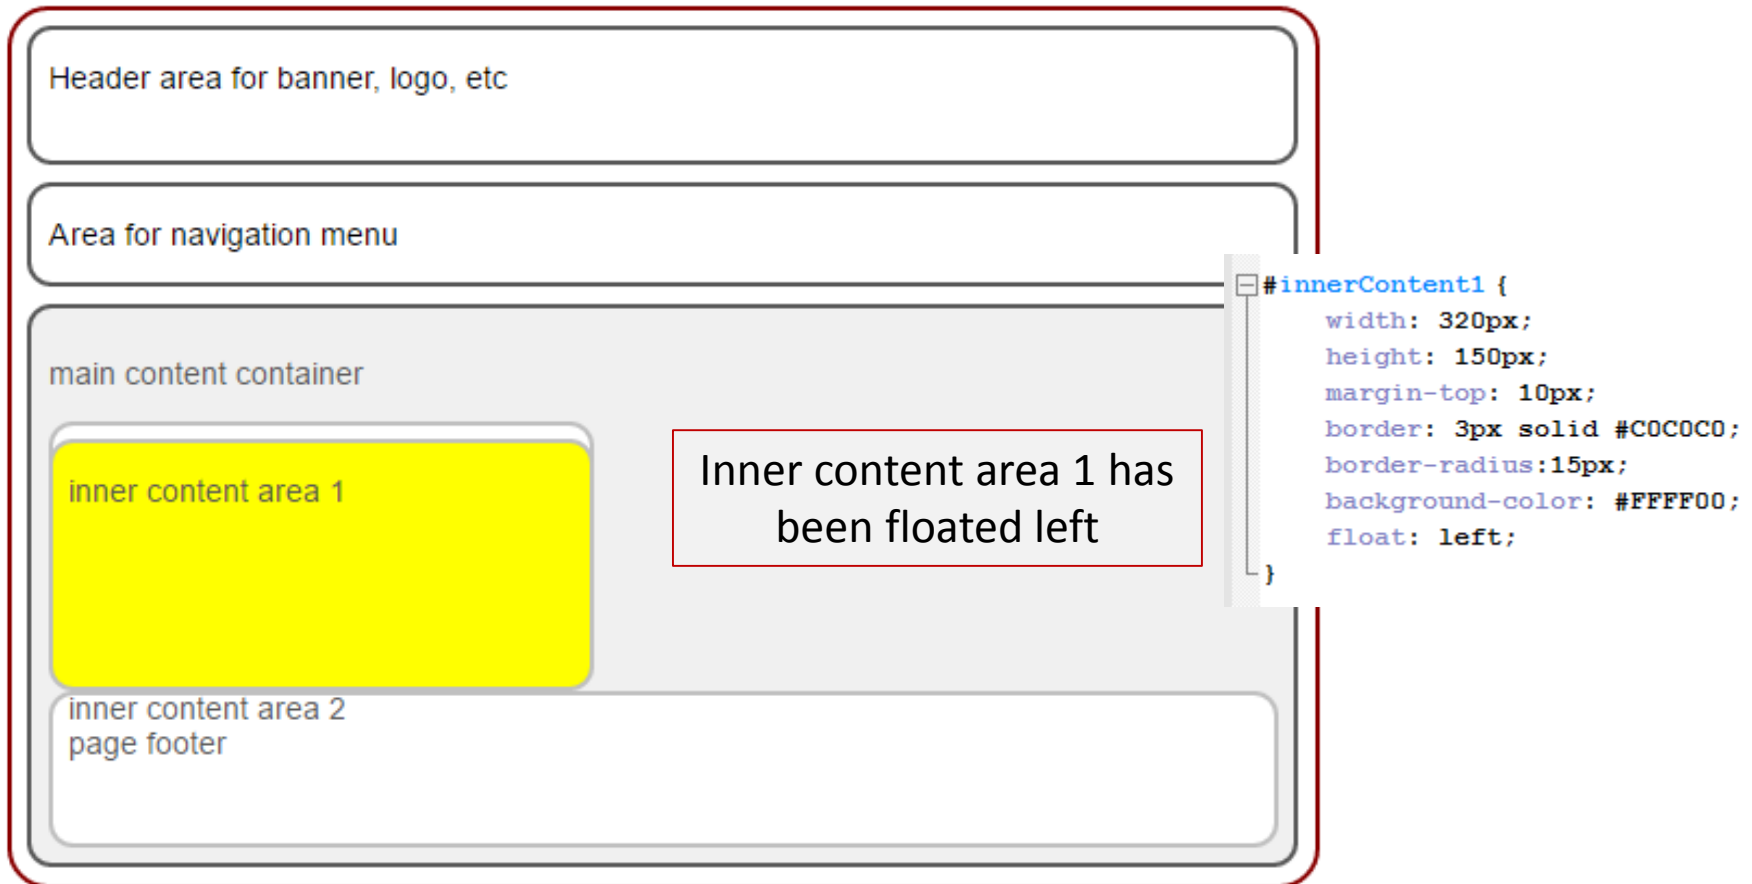 Header area for banner, logo, etc
Area for navigation menu
main content container
inner content area 1
inner content area 2
page footer
Inner content area 1 has
been floated left
#innerContent1 {
width: 320px;
height: 150px;
margin-top: 10px;
border: 3px solid #C0C0C0;
border-radius:15px;
background-color: #FFFF00;
float: left;
}